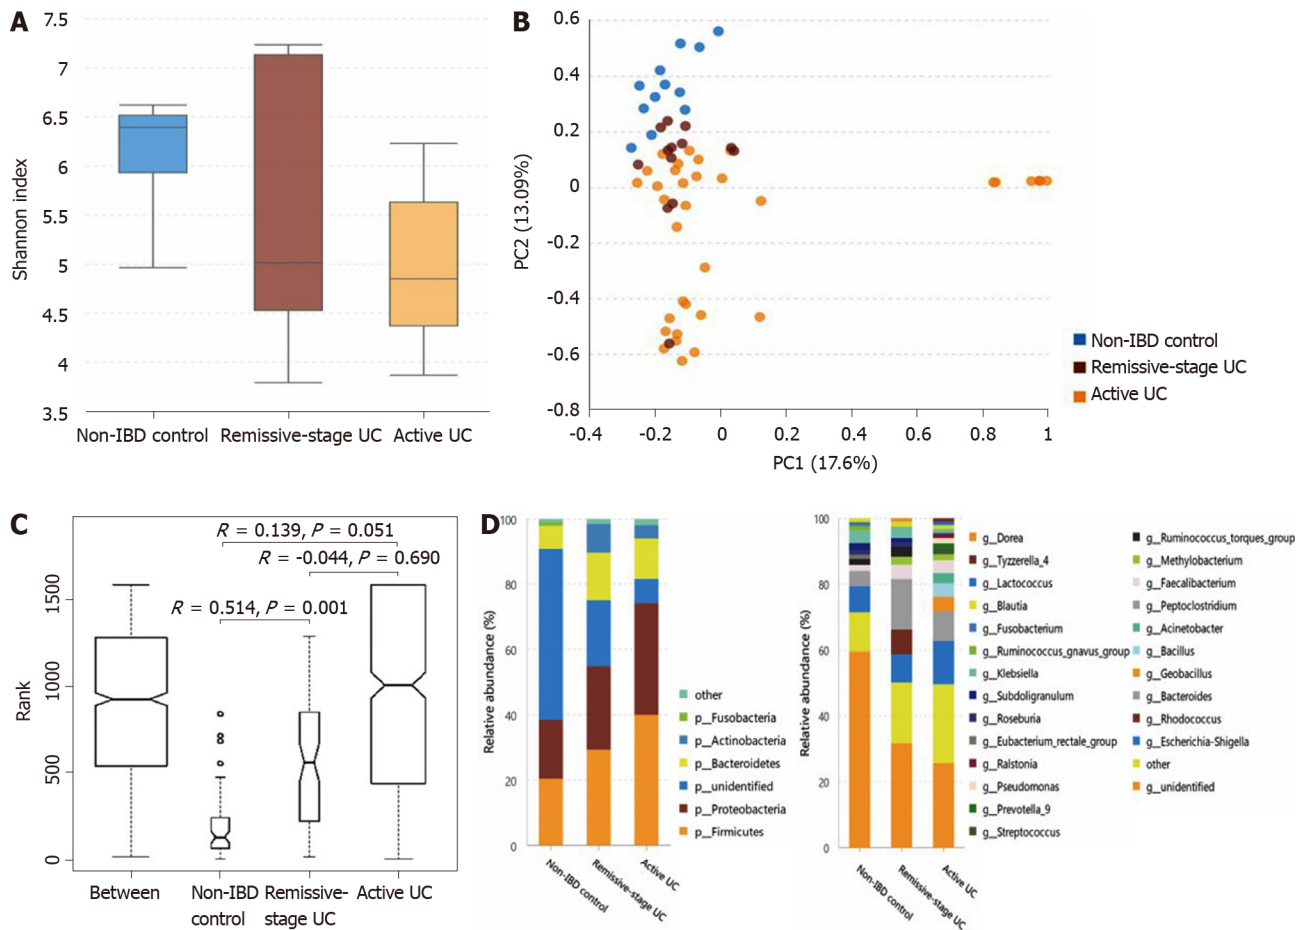 A
7.5
7
6.5
6
5.5
5
4.5
4
3.5
Shannon index
Non-IBD control
Remissive-stage UC
Active UC
B
0.6
0.4
0.2
0
-0.2
-0.4
-0.6
-0.8
PC2 (13.09%)
-0.4
-0.2
0
0.2
0.4
0.6
0.8
1
PC1 (17.6%)
Non-IBD control
Remissive-stage UC
Active UC
C
R = 0.139, P = 0.051
R = -0.044, P = 0.690
R = 0.514, P = 0.001
1500
1000
500
0
Rank
Between
Non-IBD
control
Remissive-
stage UC
Active UC
D
100
80
60
40
20
0
Relative abundance (%)
Non-IBD control
Remissive-stage UC
Active UC
other
p__Fusobacteria
p__Actinobacteria
p__Bacteroidetes
p__unidentified
p__Proteobacteria
p__Firmicutes
100
80
60
40
20
0
Relative abundance (%)
Non-IBD control
Remissive-stage UC
Active UC
g__Dorea
g__Tyzzerella_4
g__Lactococcus
g__Blautia
g__Fusobacterium
g__Ruminococcus_gnavus_group
g__Klebsiella
g__Subdoligranulum
g__Roseburia
g__Eubacterium_rectale_group
g__Ralstonia
g__Pseudomonas
g__Prevotella_9
g__Streptococcus
g__Ruminococcus_torques_group
g__Methylobacterium
g__Faecalibacterium
g__Peptoclostridium
g__Acinetobacter
g__Bacillus
g__Geobacillus
g__Bacteroides
g__Rhodococcus
g__Escherichia-Shigella
other
g__unidentified